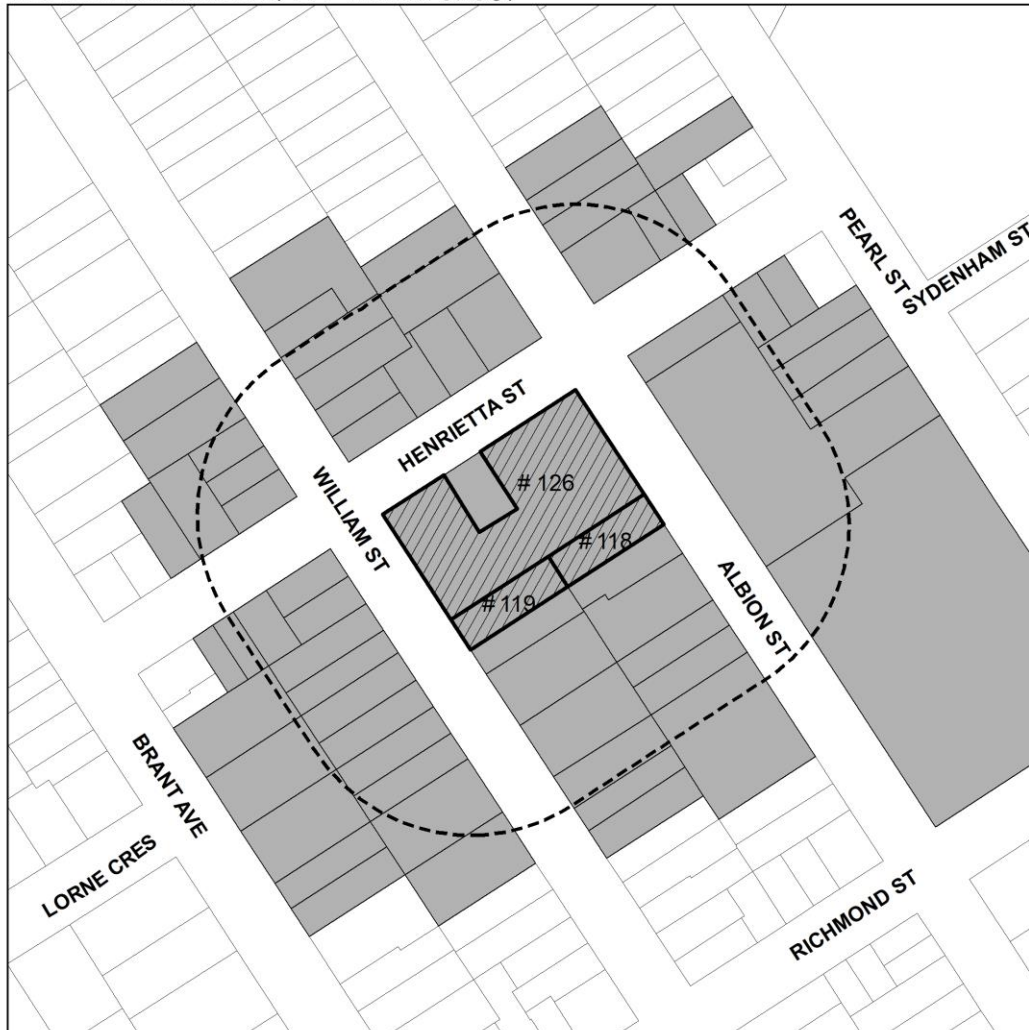 PEARL ST
SYDENHAM ST
HENRIETTA ST
# 126
WILLIAM ST
# 118
# 119
ALBION ST
BRANT AVE
LORNE CRES
RICHMOND ST